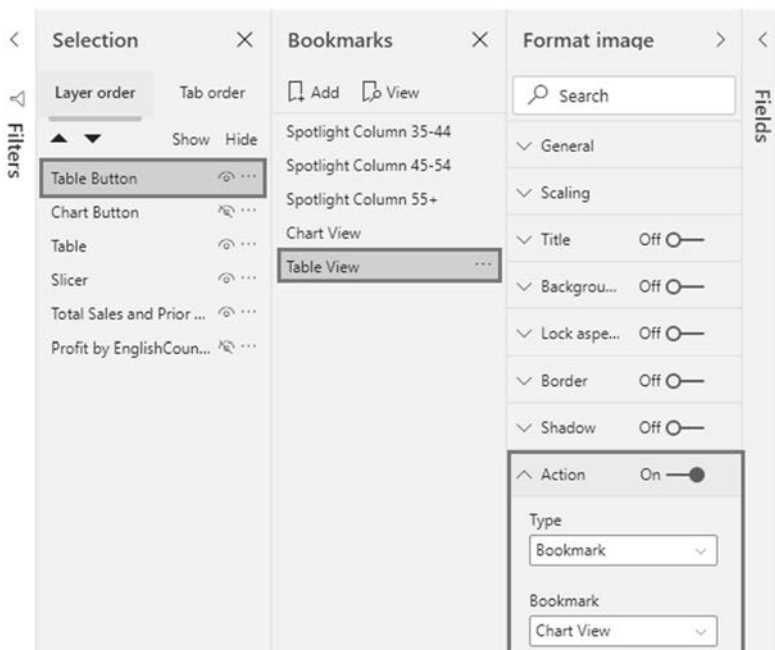 Filters
Selection
Layer order Tab order
Show Hide
Table Button
Chart Button
Table
Slicer
Total Sales and Prior ...
Profit by EnglishCoun...
Bookmarks
Add View
Spotlight Column 35-44
Spotlight Column 45-54
Spotlight Column 55+
Chart View
Table View
Format image
Search
General
Scaling
Title Off
Backgrou... Off
Lock aspe... Off
Border Off
Shadow Off
Action On
Type
Bookmark
Bookmark
Chart View
Fields